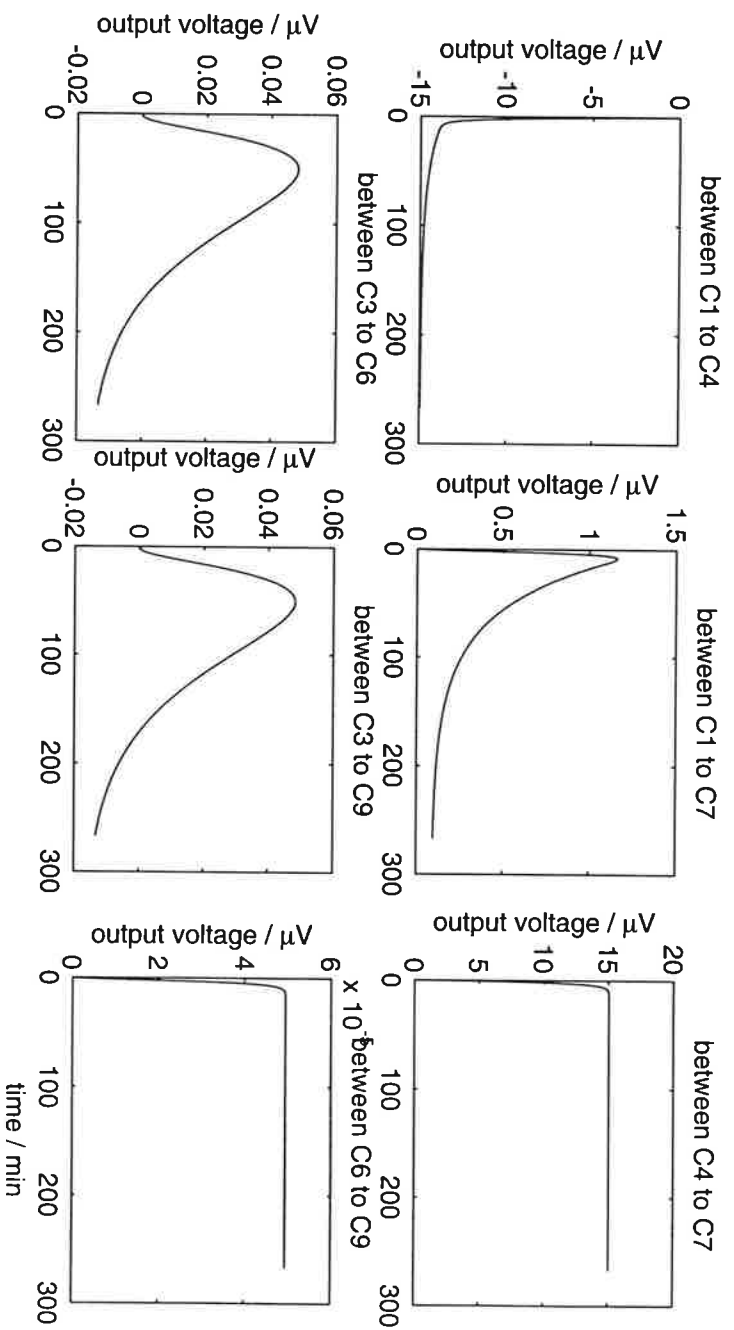 between C1 to C4
output voltage / μV
0
-5
-10
-15
0 100 200 300
between C1 to C7
output voltage / μV
1.5
1
0.5
0
0 100 200 300
between C4 to C7
output voltage / μV
20
15
10
5
0
0 100 200 300
between C3 to C6
output voltage / μV
0.06
0.04
0.02
0
-0.02
0 100 200 300
between C3 to C9
output voltage / μV
0.06
0.04
0.02
0
-0.02
0 100 200 300
x 10
between C6 to C9
output voltage / μV
6
4
2
0
0 100 200 300
time / min